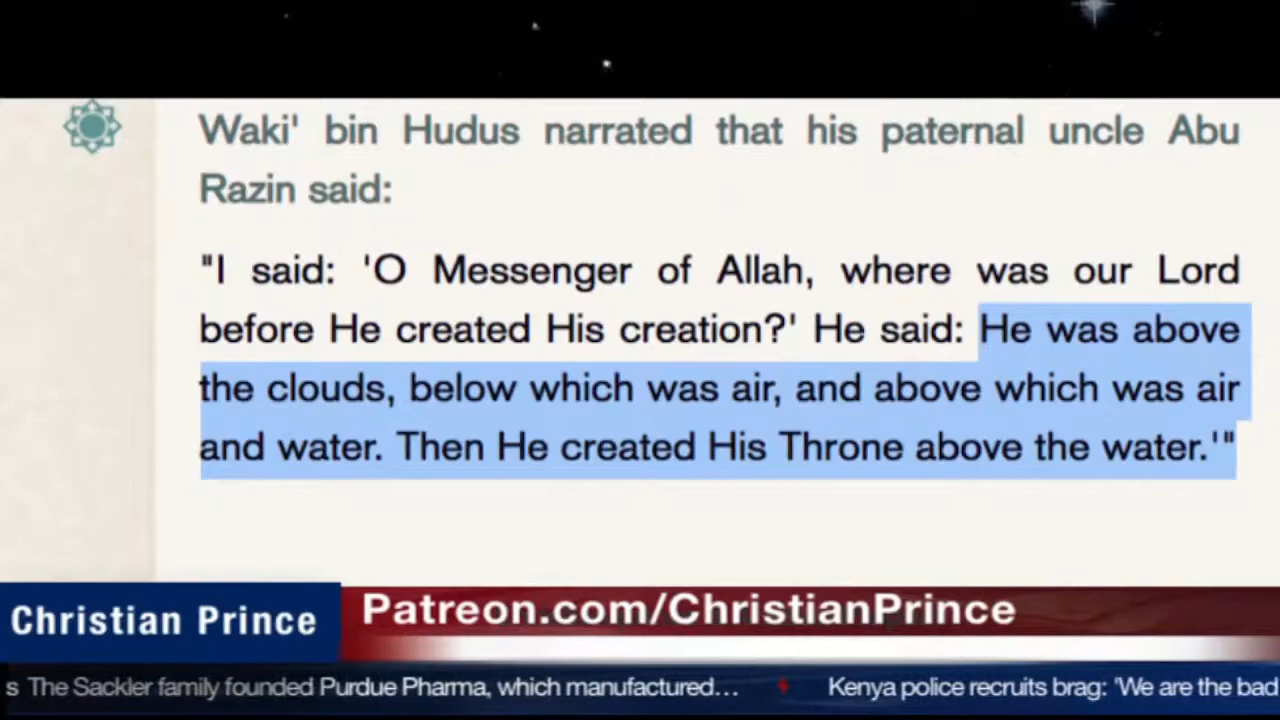 Waki' bin Hudus narrated that his paternal uncle Abu
Razin said:
"I said: 'O Messenger of Allah, where was our Lord
before He created His creation?' He said: He was above
the clouds, below which was air, and above which was air
and water. Then He created His Throne above the water.'"
Christian Prince
Patreon.com/ChristianPrince
s The Sackler family founded Purdue Pharma, which manufactured… Kenya police recruits brag: 'We are the bad